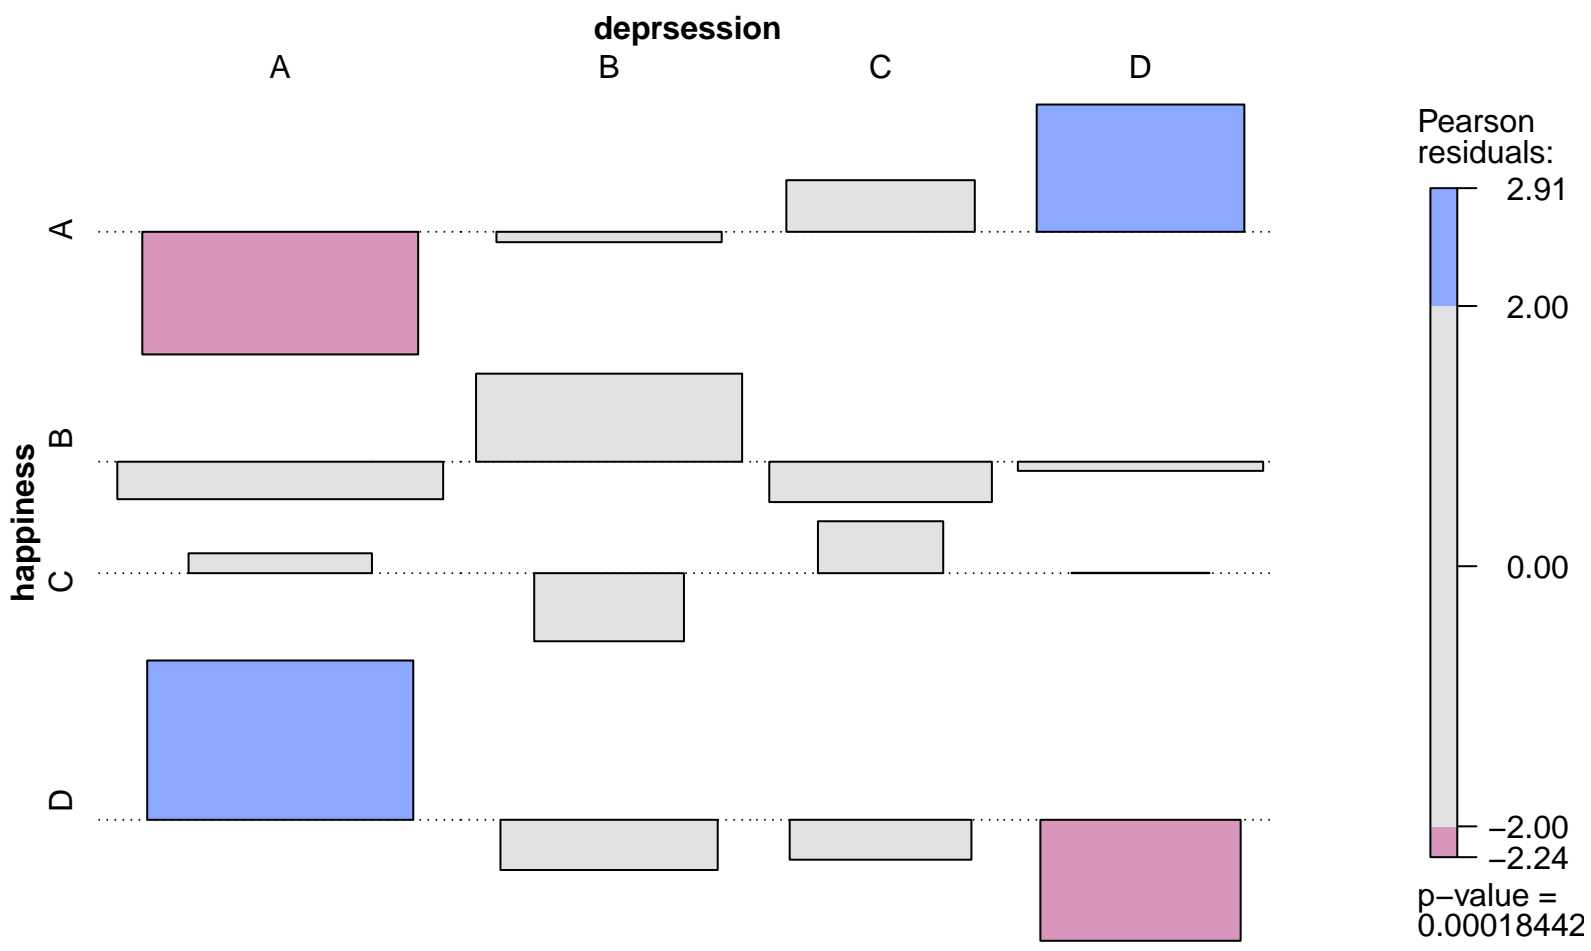 deprsession
A B C D
happiness
A
B
C
D
Pearson
residuals:
2.91
2.00
0.00
−2.00
−2.24
p−value =
0.00018442